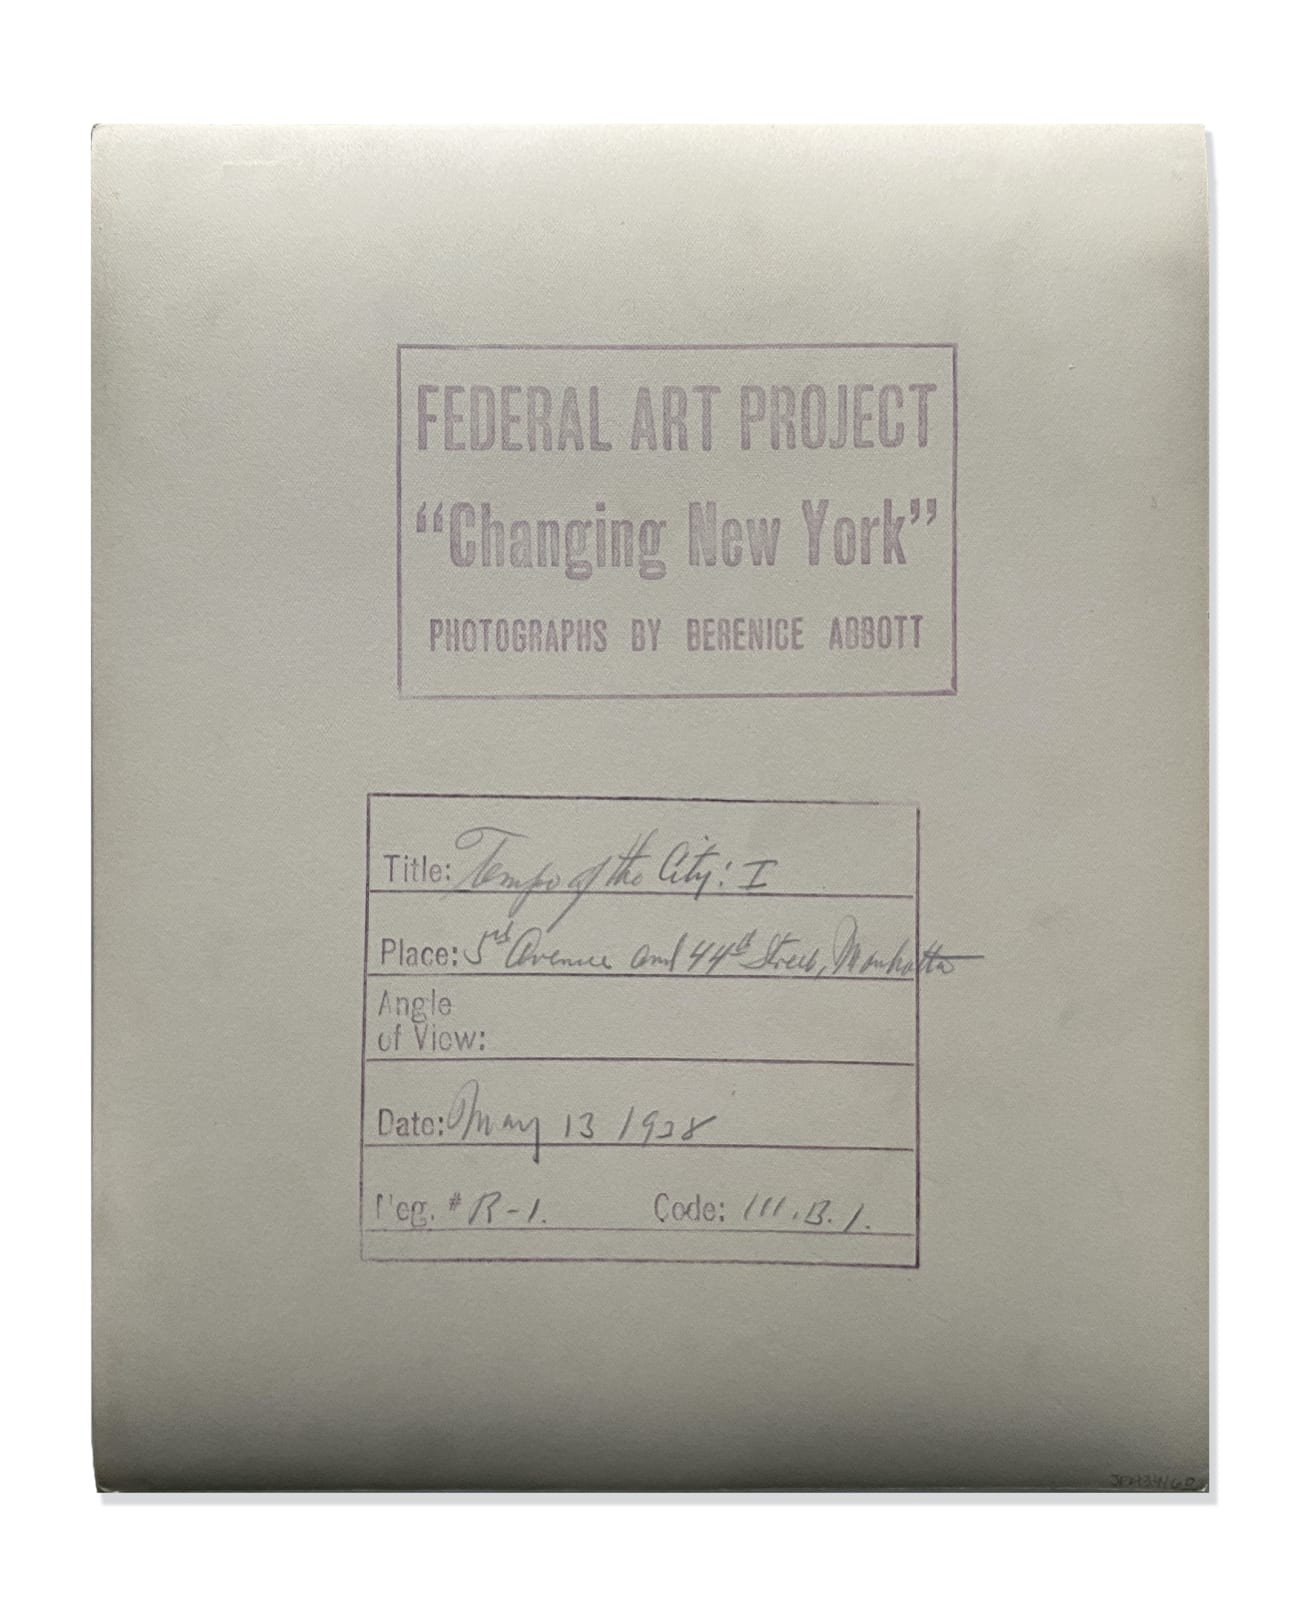 FEDERAL ART PROJECT
"Changing New York"
PHOTOGRAPHS BY BERENICE ABBOTT
Title: Tempo of the City: I
Place: 5th Avenue and 44th Street, Manhattan
Angle
of View:
Date: May 13 1938
Neg. # R-1. Code: III.B.1.